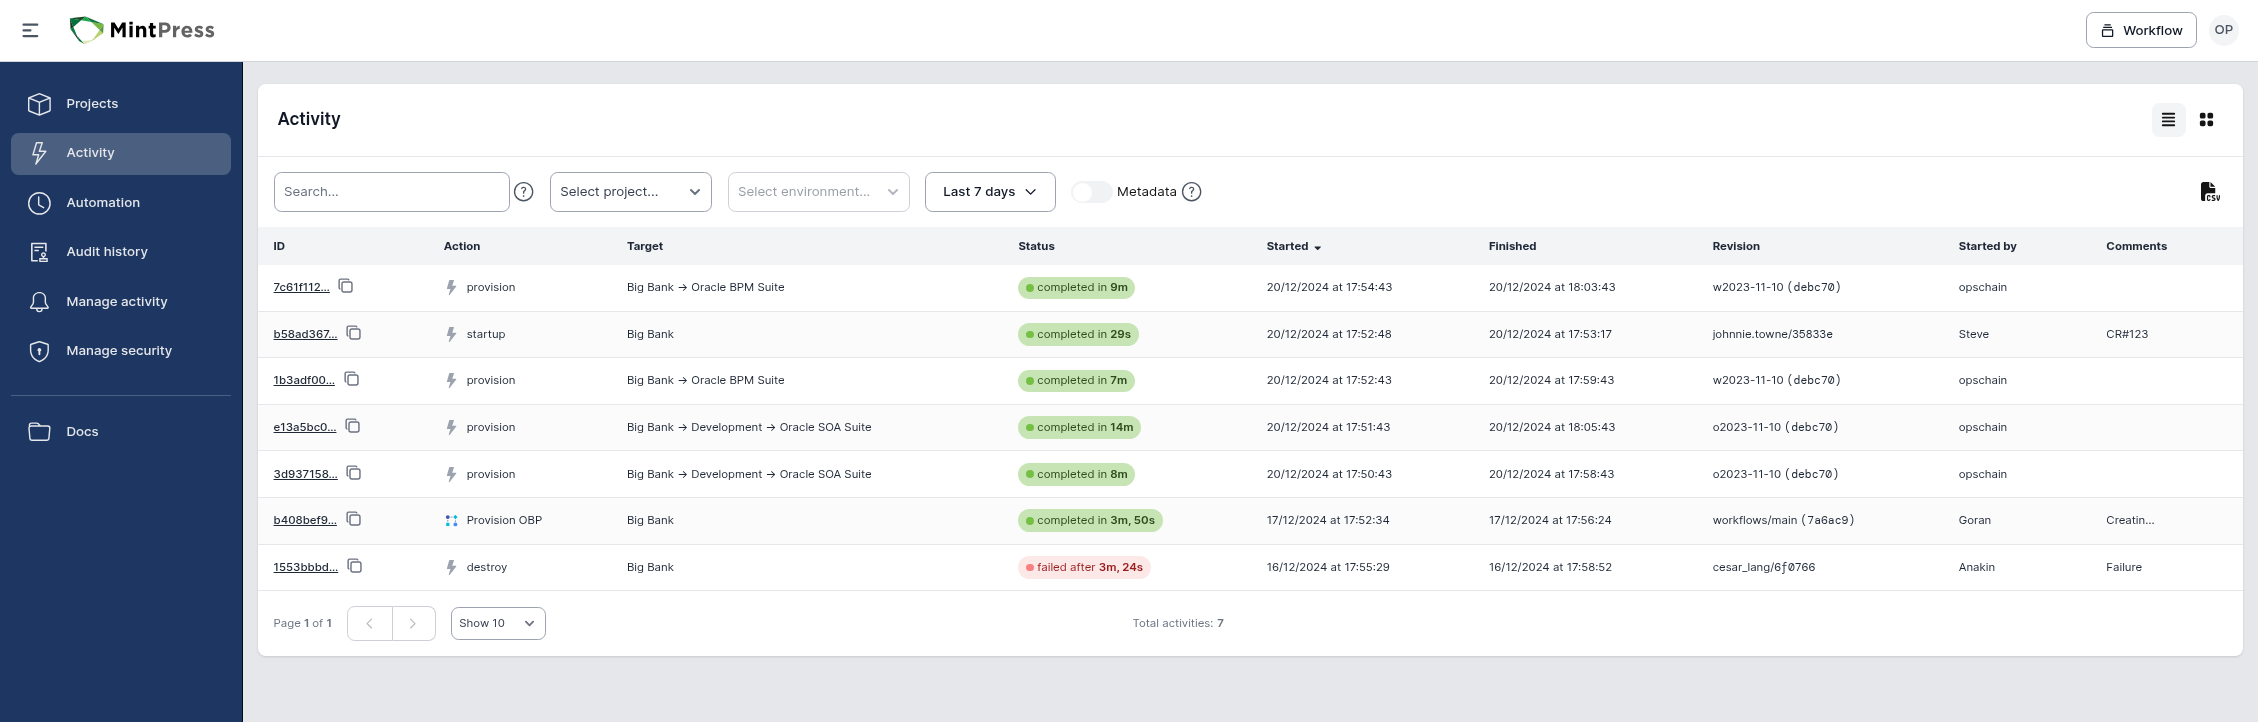 MintPress
Workflow
OP
Projects
Activity
Automation
Audit history
Manage activity
Manage security
Docs
Activity
Search...
?
Select project...
Select environment...
Last 7 days
Metadata
?
CSV
ID Action Target Status Started Finished Revision Started by Comments
7c61f112... provision Big Bank → Oracle BPM Suite completed in 9m 20/12/2024 at 17:54:43 20/12/2024 at 18:03:43 w2023-11-10 (debc70) opschain
b58ad367... startup Big Bank completed in 29s 20/12/2024 at 17:52:48 20/12/2024 at 17:53:17 johnnie.towne/35833e Steve CR#123
1b3adf00... provision Big Bank → Oracle BPM Suite completed in 7m 20/12/2024 at 17:52:43 20/12/2024 at 17:59:43 w2023-11-10 (debc70) opschain
e13a5bc0... provision Big Bank → Development → Oracle SOA Suite completed in 14m 20/12/2024 at 17:51:43 20/12/2024 at 18:05:43 o2023-11-10 (debc70) opschain
3d937158... provision Big Bank → Development → Oracle SOA Suite completed in 8m 20/12/2024 at 17:50:43 20/12/2024 at 17:58:43 o2023-11-10 (debc70) opschain
b408bef9... Provision OBP Big Bank completed in 3m, 50s 17/12/2024 at 17:52:34 17/12/2024 at 17:56:24 workflows/main (7a6ac9) Goran Creatin...
1553bbbd... destroy Big Bank failed after 3m, 24s 16/12/2024 at 17:55:29 16/12/2024 at 17:58:52 cesar_lang/6f0766 Anakin Failure
Page 1 of 1
Show 10
Total activities: 7